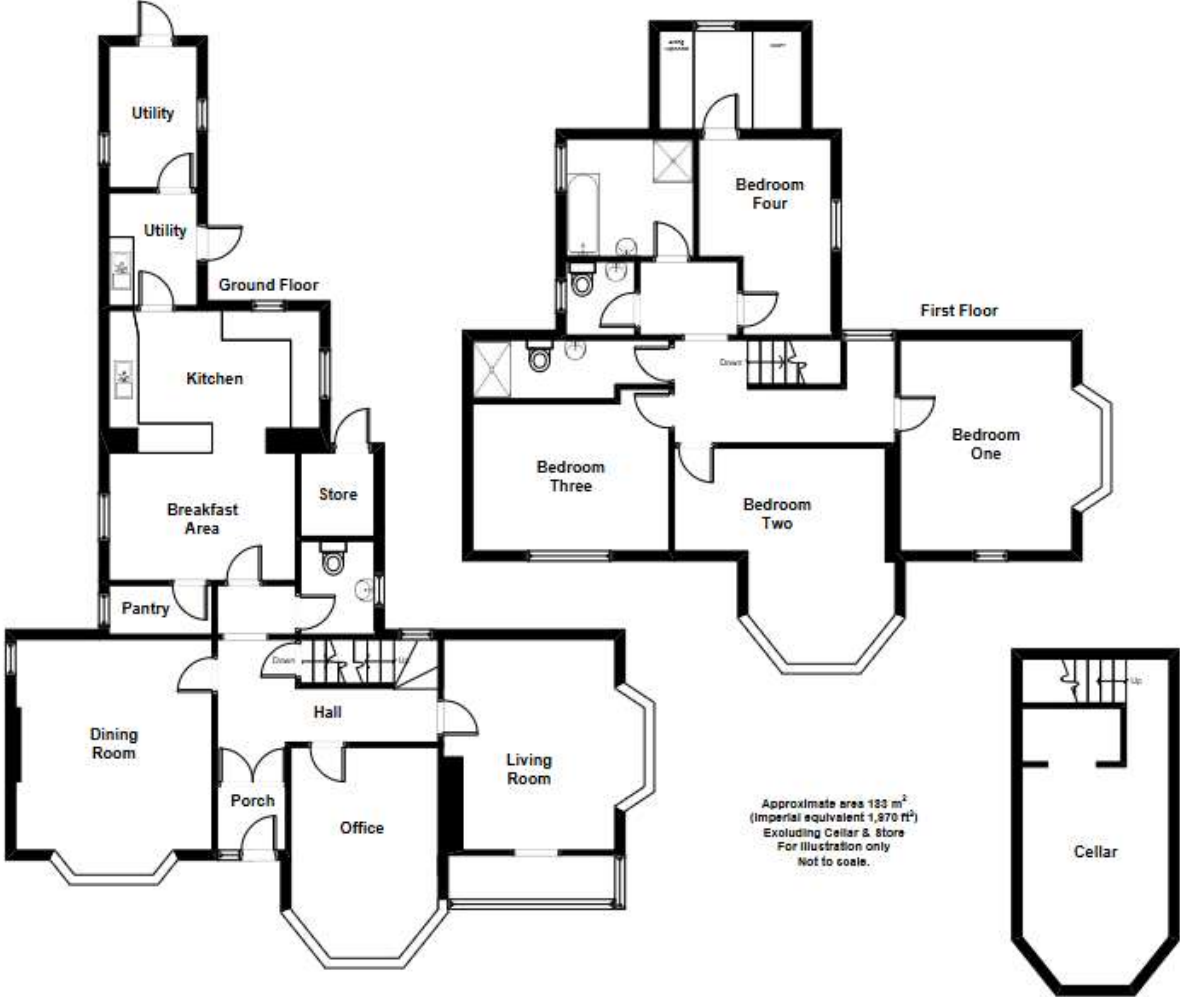 Utility
Utility
Ground Floor
Kitchen
Breakfast
Area
Store
Pantry
Down
Up
Hall
Dining
Room
Living
Room
Porch
Office
Bedroom
Four
First Floor
Down
Bedroom
One
Bedroom
Three
Bedroom
Two
Up
Cellar
Approximate area 183 m²
(Imperial equivalent 1,970 ft²)
Excluding Cellar & Store
For illustration only
Not to scale.